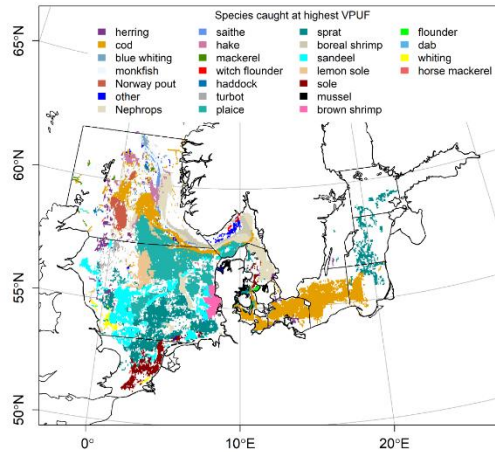 Species caught at highest VPUF
herring saithe sprat flounder
cod hake boreal shrimp dab
blue whiting mackerel sandeel whiting
monkfish witch flounder lemon sole horse mackerel
Norway pout haddock sole
other turbot mussel
Nephrops plaice brown shrimp
65°N
60°N
55°N
50°N
0° 10°E 20°E